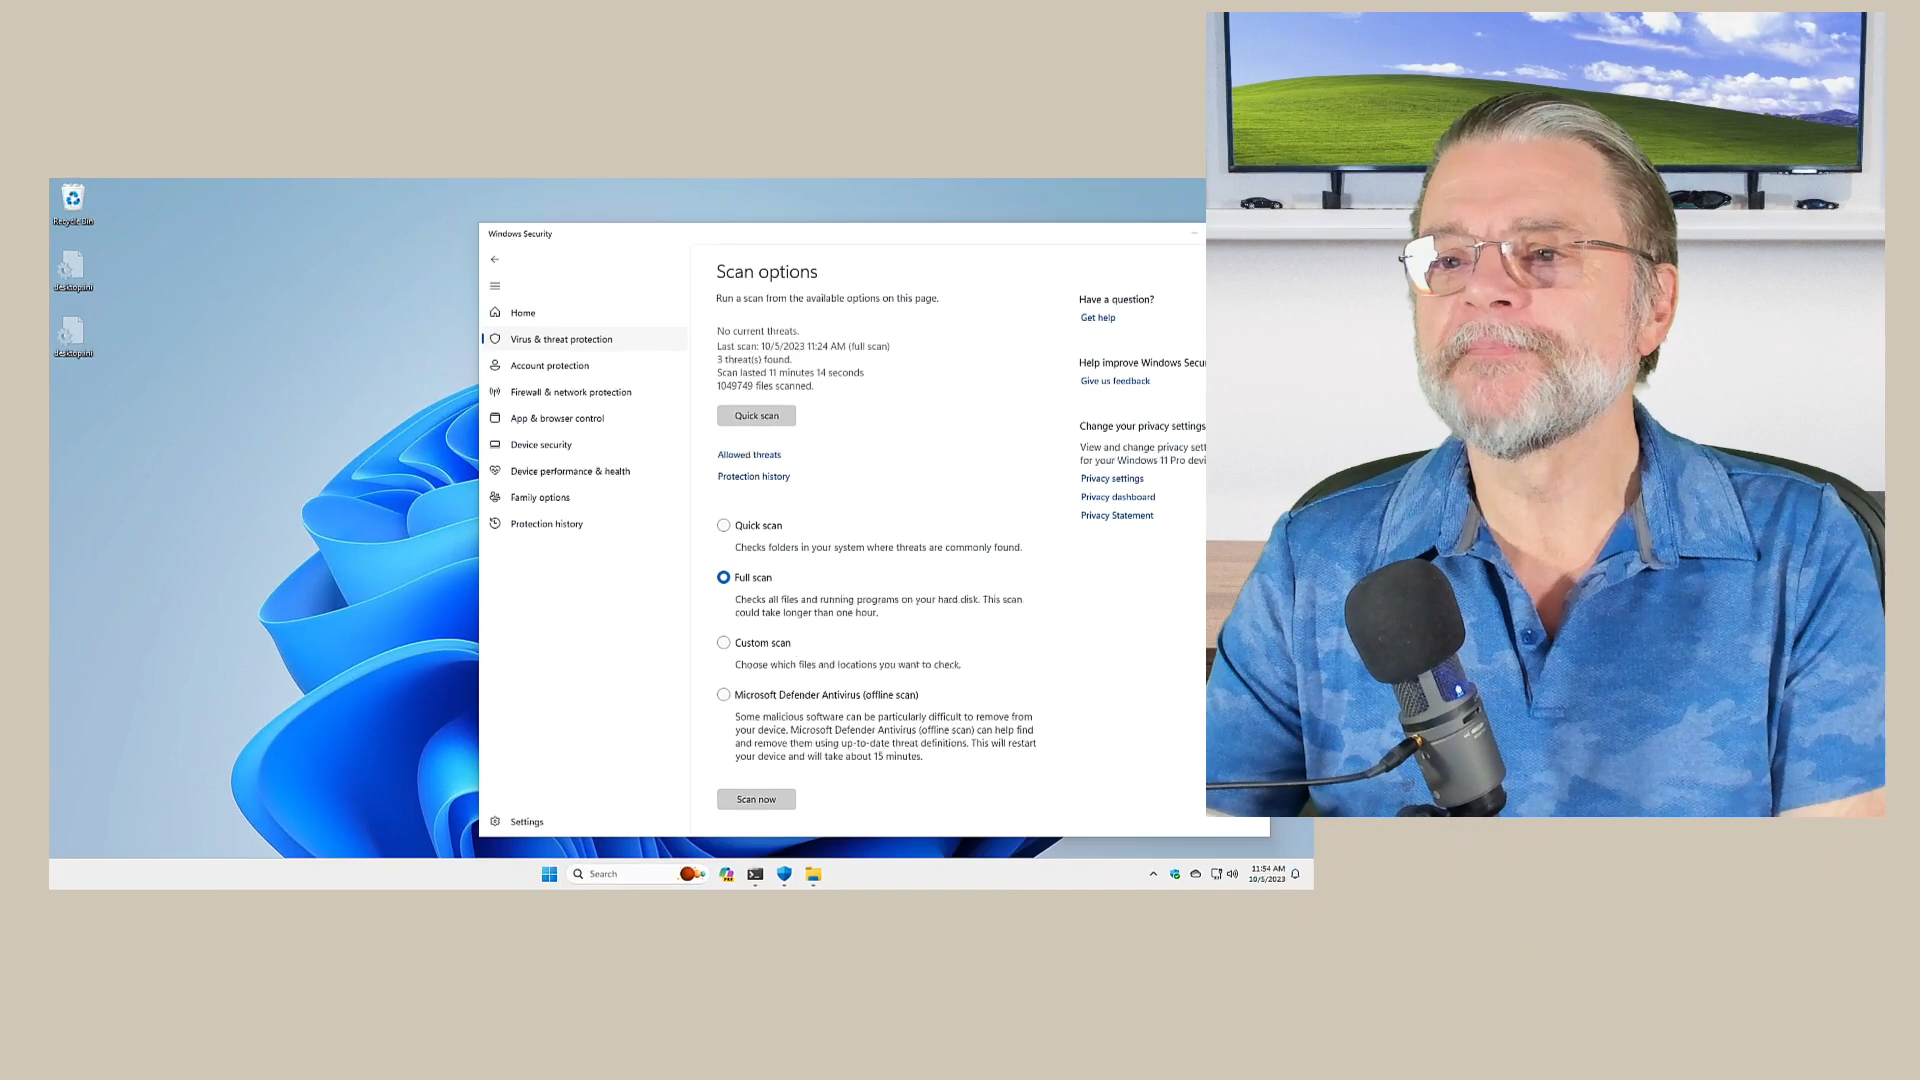 Recycle Bin
desktop.ini
desktop.ini
Windows Security
Home
Virus & threat protection
Account protection
Firewall & network protection
App & browser control
Device security
Device performance & health
Family options
Protection history
Settings
Scan options
Run a scan from the available options on this page.
No current threats.
Last scan: 10/5/2023 11:24 AM (full scan)
3 threat(s) found.
Scan lasted 11 minutes 14 seconds
1049749 files scanned.
Quick scan
Allowed threats
Protection history
Quick scan
Checks folders in your system where threats are commonly found.
Full scan
Checks all files and running programs on your hard disk. This scan
could take longer than one hour.
Custom scan
Choose which files and locations you want to check.
Microsoft Defender Antivirus (offline scan)
Some malicious software can be particularly difficult to remove from
your device. Microsoft Defender Antivirus (offline scan) can help find
and remove them using up-to-date threat definitions. This will restart
your device and will take about 15 minutes.
Scan now
Have a question?
Get help
Help improve Windows Secu
Give us feedback
Change your privacy settings
View and change privacy sett
for your Windows 11 Pro devi
Privacy settings
Privacy dashboard
Privacy Statement
Search
11:54 AM
10/5/2023